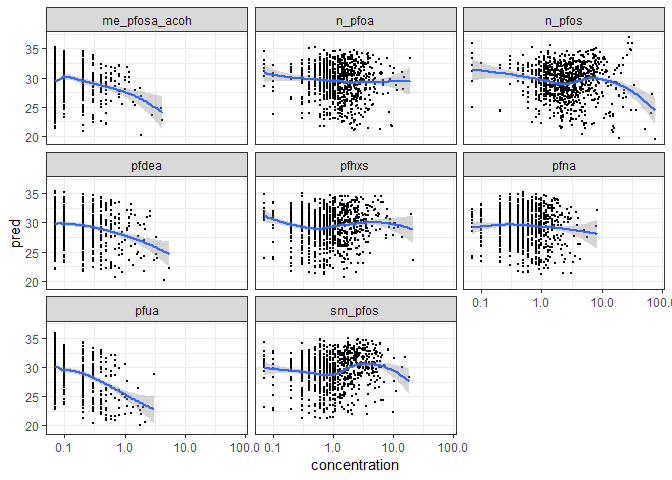 me_pfosa_acoh n_pfoa n_pfos
35
30
25
20
pfdea pfhxs pfna
35
30
25
20
pred
0.1 1.0 10.0 100.0
pfua sm_pfos
35
30
25
20
0.1 1.0 10.0 100.0 0.1 1.0 10.0 100.0
concentration